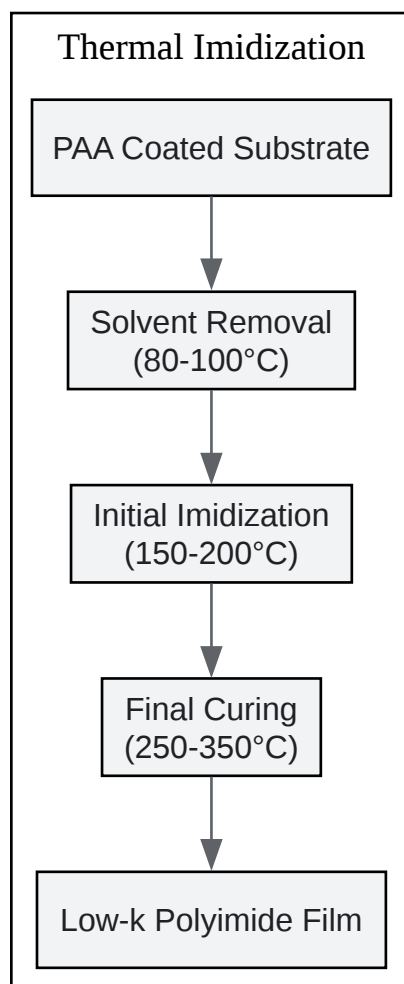 Thermal Imidization
PAA Coated Substrate
Solvent Removal
(80-100°C)
Initial Imidization
(150-200°C)
Final Curing
(250-350°C)
Low-k Polyimide Film